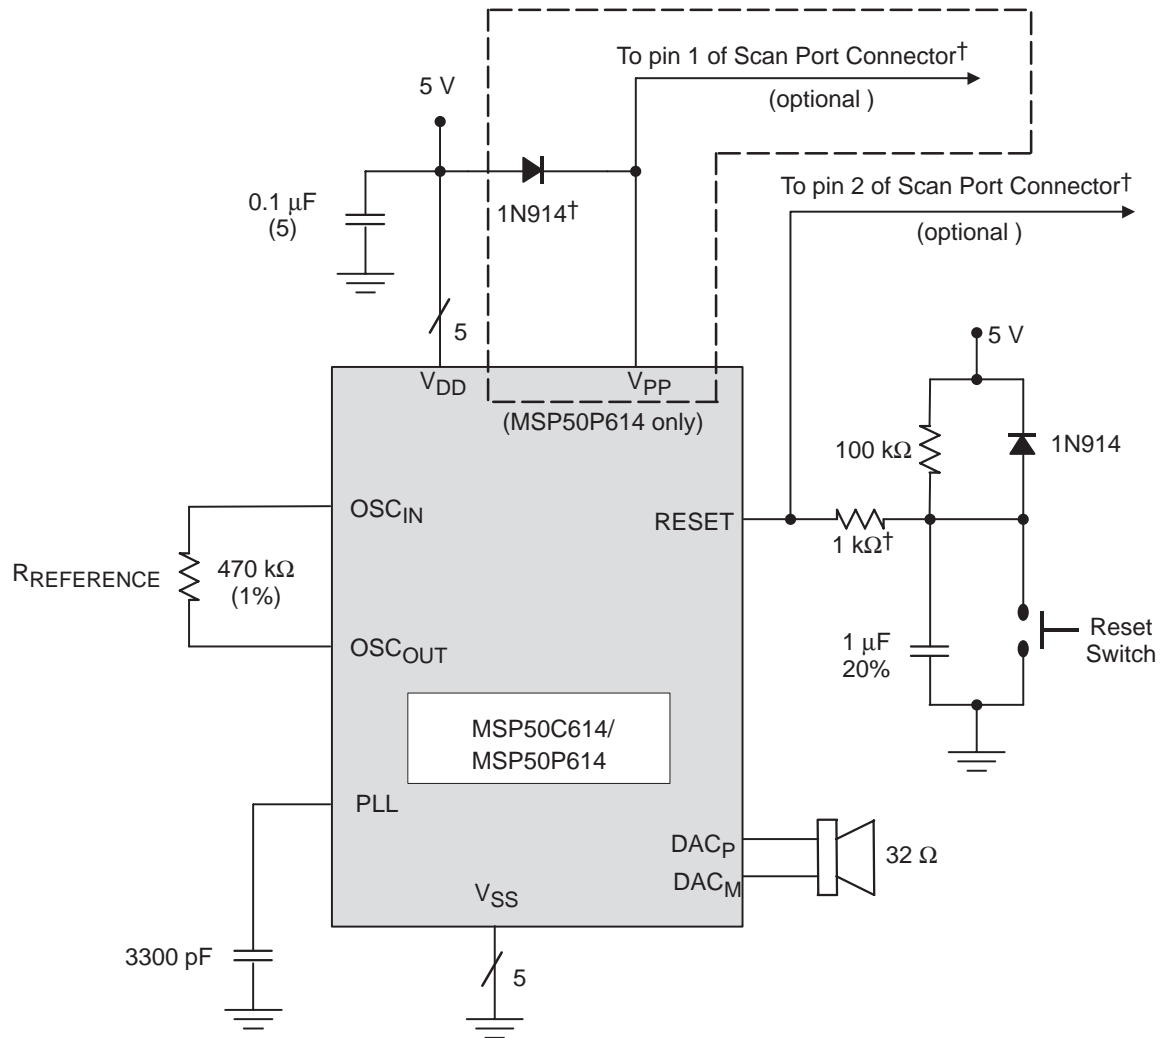 To pin 1 of Scan Port Connector†
(optional )
5 V
To pin 2 of Scan Port Connector†
(optional )
0.1 μF
(5)
1N914†
5
5 V
VDD
VPP
(MSP50P614 only)
100 kΩ
1N914
OSCIN
RESET
1 kΩ†
RREFERENCE
470 kΩ
(1%)
OSCOUT
1 μF
20%
Reset
Switch
MSP50C614/
MSP50P614
PLL
DACP
DACM
32 Ω
VSS
3300 pF
5